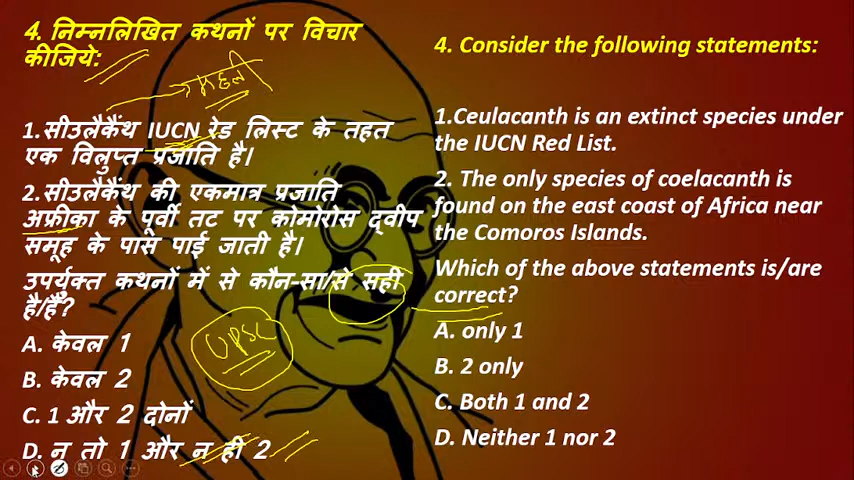 4. निम्नलिखित कथनों पर विचार
कीजिये:
मछली
1.सीउलैकैंथ IUCN रेड लिस्ट के तहत
एक विलुप्त प्रजाति है।
2.सीउलैकैंथ की एकमात्र प्रजाति
अफ्रीका के पूर्वी तट पर कोमोरोस द्वीप
समूह के पास पाई जाती है।
उपर्युक्त कथनों में से कौन-सा/से सही
है/हैं?
UPSC
A. केवल 1
B. केवल 2
C. 1 और 2 दोनों
D. न तो 1 और न ही 2
4. Consider the following statements:
1.Ceulacanth is an extinct species under
the IUCN Red List.
2. The only species of coelacanth is
found on the east coast of Africa near
the Comoros Islands.
Which of the above statements is/are
correct?
A. only 1
B. 2 only
C. Both 1 and 2
D. Neither 1 nor 2